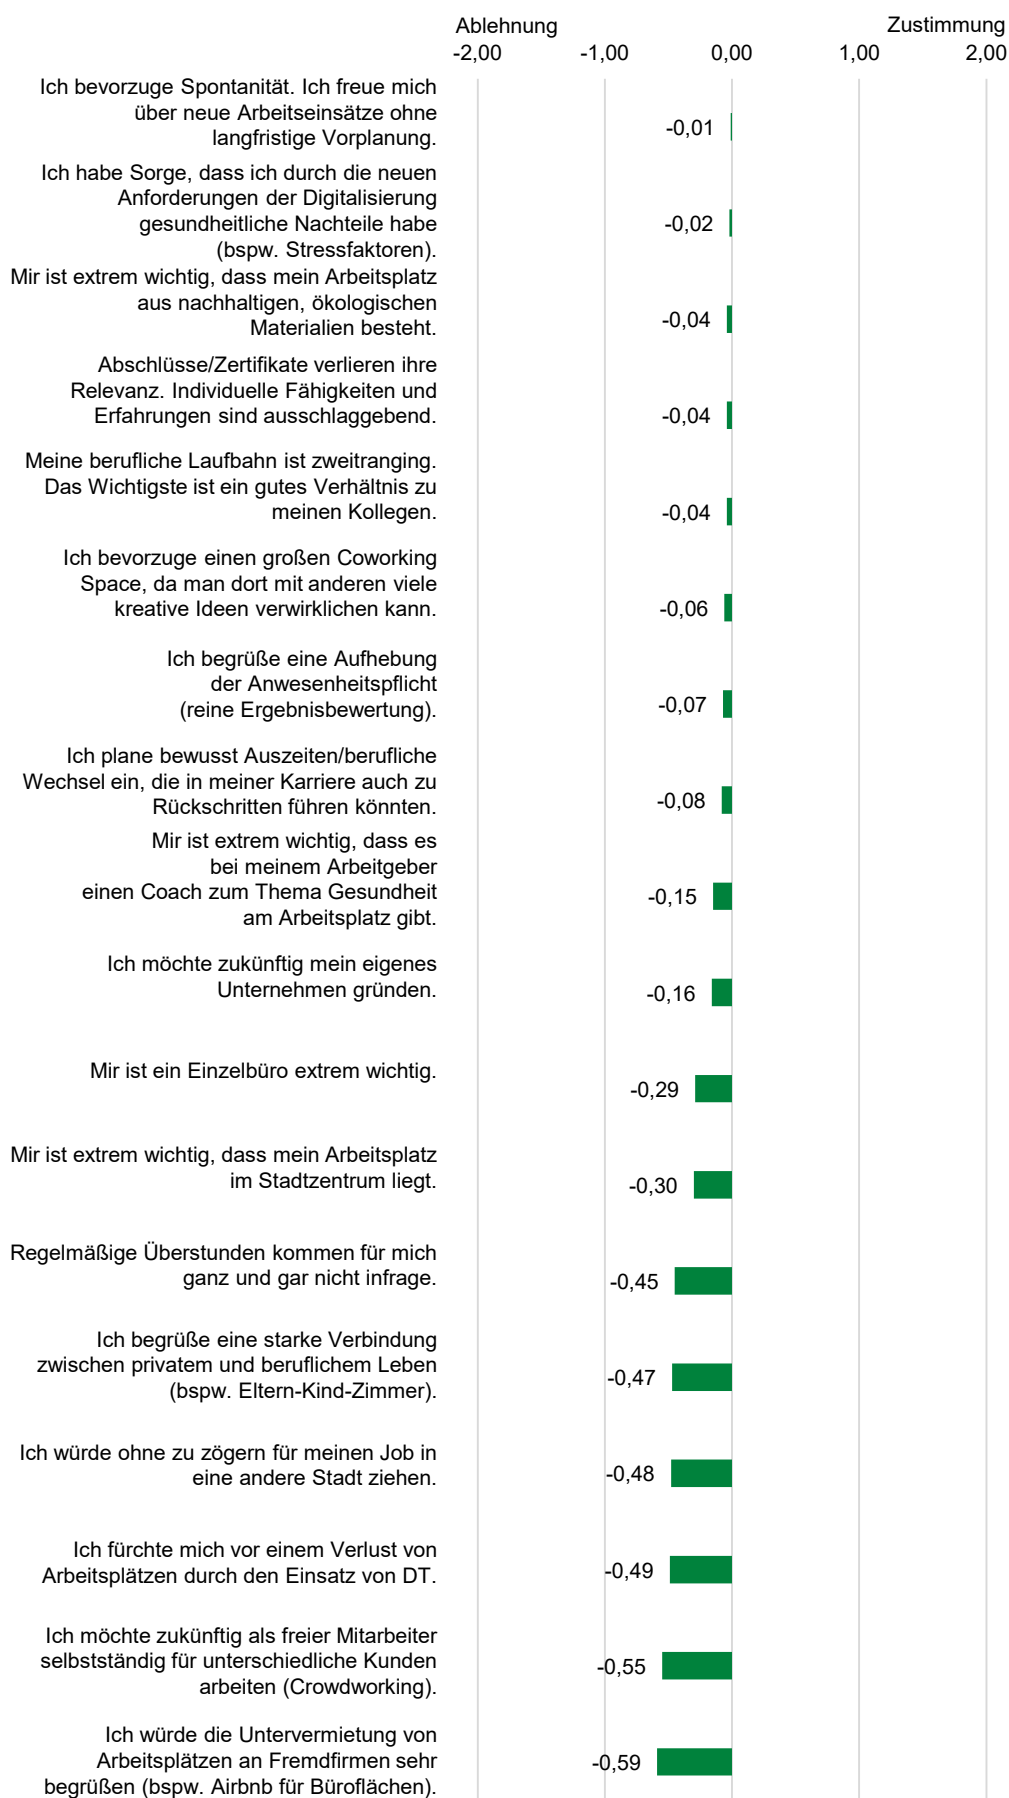 Ablehnung Zustimmung
-2,00 -1,00 0,00 1,00 2,00
Ich bevorzuge Spontanität. Ich freue mich
über neue Arbeitseinsätze ohne
langfristige Vorplanung.
-0,01
Ich habe Sorge, dass ich durch die neuen
Anforderungen der Digitalisierung
gesundheitliche Nachteile habe
(bspw. Stressfaktoren).
-0,02
Mir ist extrem wichtig, dass mein Arbeitsplatz
aus nachhaltigen, ökologischen
Materialien besteht.
-0,04
Abschlüsse/Zertifikate verlieren ihre
Relevanz. Individuelle Fähigkeiten und
Erfahrungen sind ausschlaggebend.
-0,04
Meine berufliche Laufbahn ist zweitranging.
Das Wichtigste ist ein gutes Verhältnis zu
meinen Kollegen.
-0,04
Ich bevorzuge einen großen Coworking
Space, da man dort mit anderen viele
kreative Ideen verwirklichen kann.
-0,06
Ich begrüße eine Aufhebung
der Anwesenheitspflicht
(reine Ergebnisbewertung).
-0,07
Ich plane bewusst Auszeiten/berufliche
Wechsel ein, die in meiner Karriere auch zu
Rückschritten führen könnten.
-0,08
Mir ist extrem wichtig, dass es
bei meinem Arbeitgeber
einen Coach zum Thema Gesundheit
am Arbeitsplatz gibt.
-0,15
Ich möchte zukünftig mein eigenes
Unternehmen gründen.
-0,16
Mir ist ein Einzelbüro extrem wichtig.
-0,29
Mir ist extrem wichtig, dass mein Arbeitsplatz
im Stadtzentrum liegt.
-0,30
Regelmäßige Überstunden kommen für mich
ganz und gar nicht infrage.
-0,45
Ich begrüße eine starke Verbindung
zwischen privatem und beruflichem Leben
(bspw. Eltern-Kind-Zimmer).
-0,47
Ich würde ohne zu zögern für meinen Job in
eine andere Stadt ziehen.
-0,48
Ich fürchte mich vor einem Verlust von
Arbeitsplätzen durch den Einsatz von DT.
-0,49
Ich möchte zukünftig als freier Mitarbeiter
selbstständig für unterschiedliche Kunden
arbeiten (Crowdworking).
-0,55
Ich würde die Untervermietung von
Arbeitsplätzen an Fremdfirmen sehr
begrüßen (bspw. Airbnb für Büroflächen).
-0,59